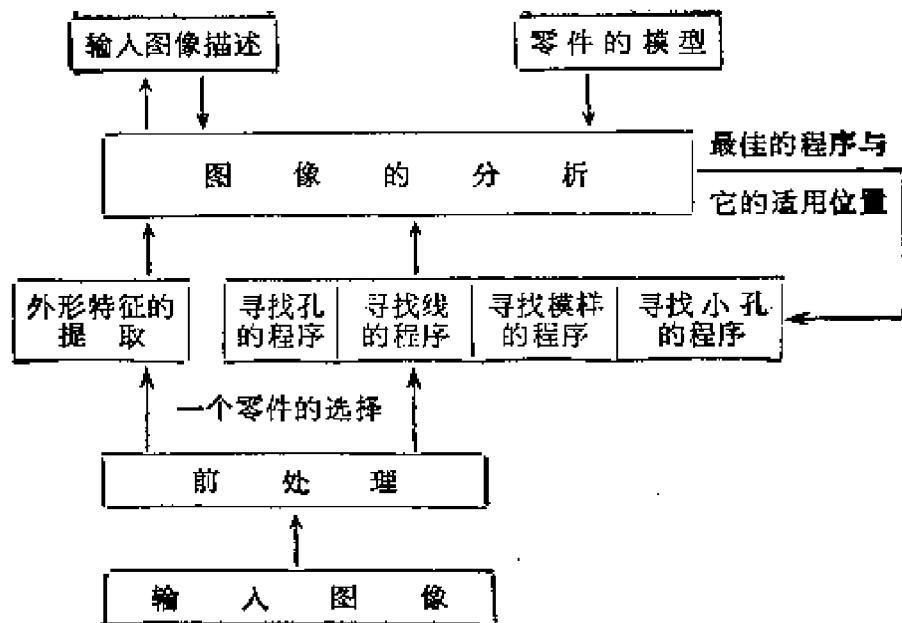 输入图像描述
零件的模型
图像的分析
最佳的程序与
它的适用位置
外形特征的
提取
寻找孔
的程序
寻找线
的程序
寻找模样
的程序
寻找小孔
的程序
一个零件的选择
前处理
输入图像